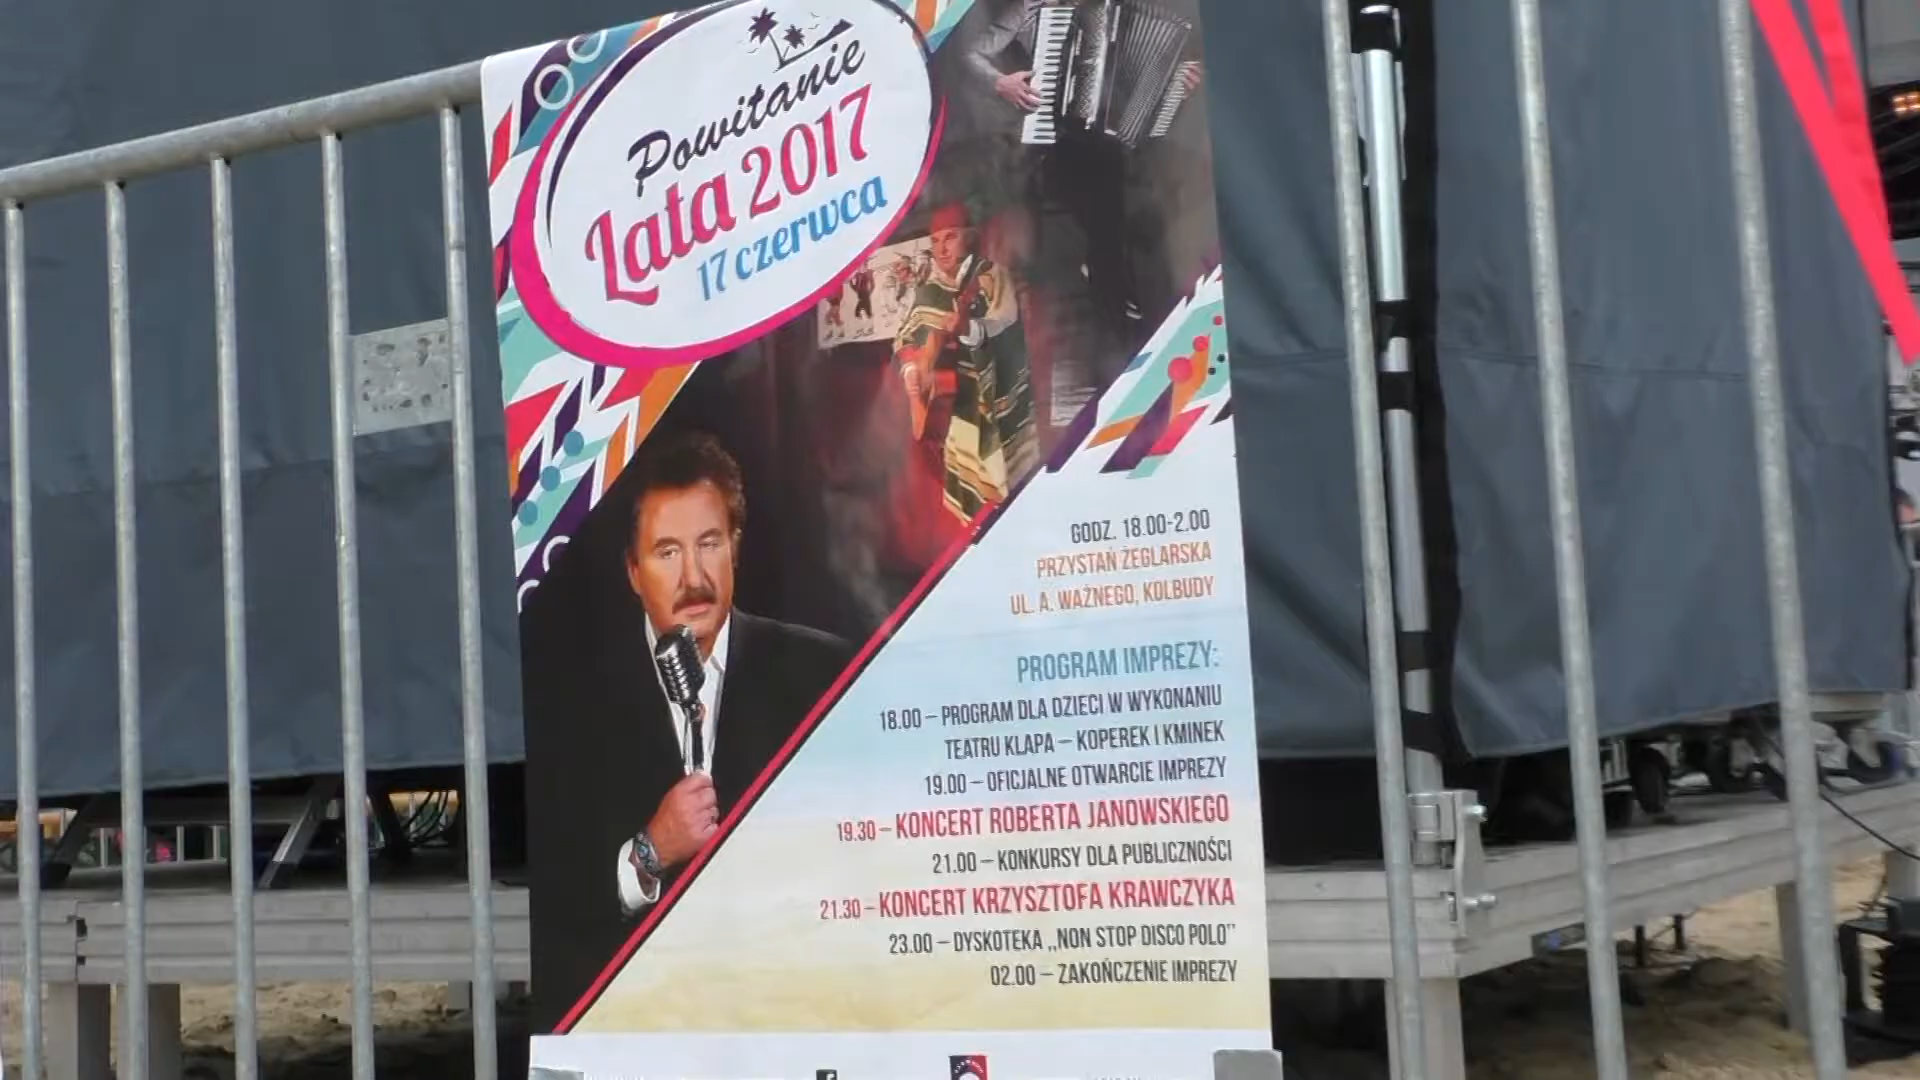 Powitanie
Lata 2017
17 czerwca
GODZ. 18.00-2.00
PRZYSTAŃ ŻEGLARSKA
UL. A. WAŻNEGO, KOLBUDY
PROGRAM IMPREZY:
18.00 – PROGRAM DLA DZIECI W WYKONANIU
TEATRU KLAPA – KOPEREK I KMINEK
19.00 – OFICJALNE OTWARCIE IMPREZY
19.30 – KONCERT ROBERTA JANOWSKIEGO
21.00 – KONKURSY DLA PUBLICZNOŚCI
21.30 – KONCERT KRZYSZTOFA KRAWCZYKA
23.00 – DYSKOTEKA „NON STOP DISCO POLO”
02.00 – ZAKOŃCZENIE IMPREZY